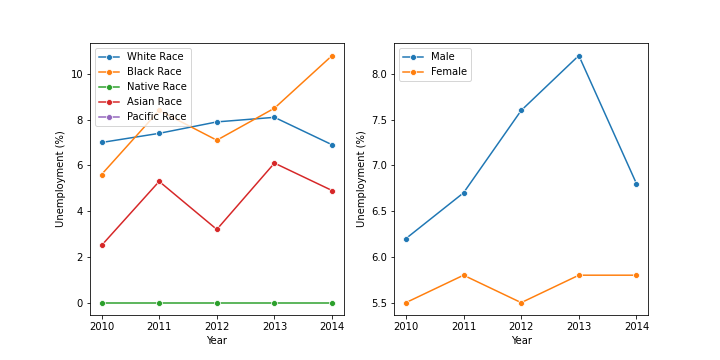 White Race
Black Race
Native Race
Asian Race
Pacific Race
10
8
6
4
2
0
Unemployment (%)
2010 2011 2012 2013 2014
Year
Male
Female
8.0
7.5
7.0
6.5
6.0
5.5
Unemployment (%)
2010 2011 2012 2013 2014
Year